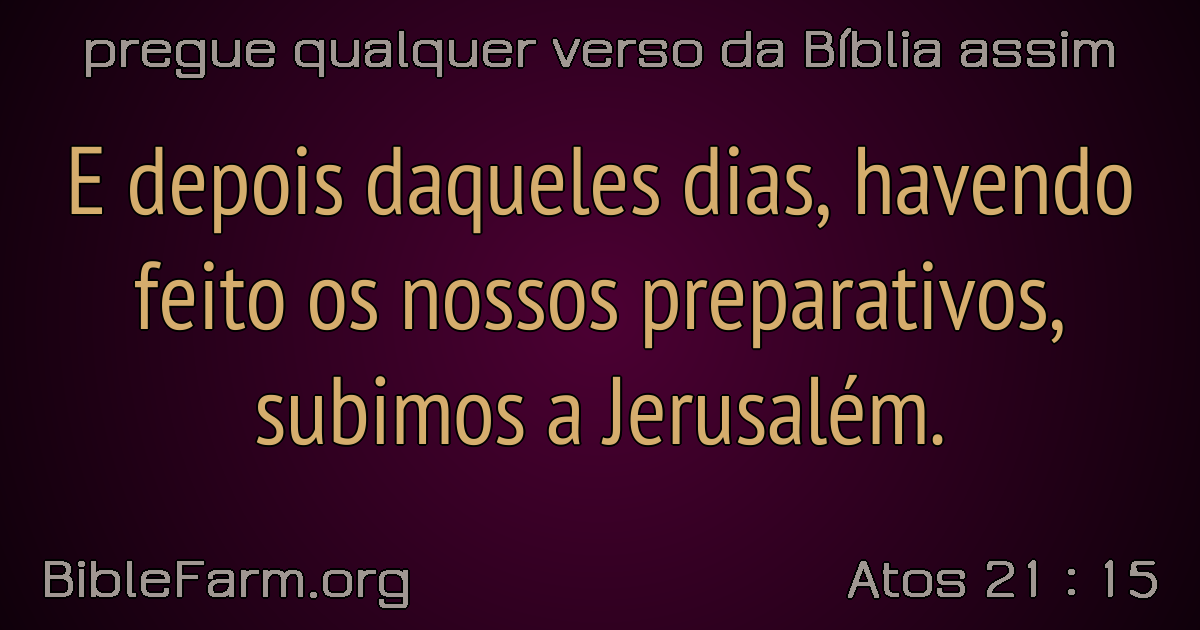 pregue qualquer verso da Bíblia assim
E depois daqueles dias, havendo
feito os nossos preparativos,
subimos a Jerusalém.
BibleFarm.org
Atos 21 : 15